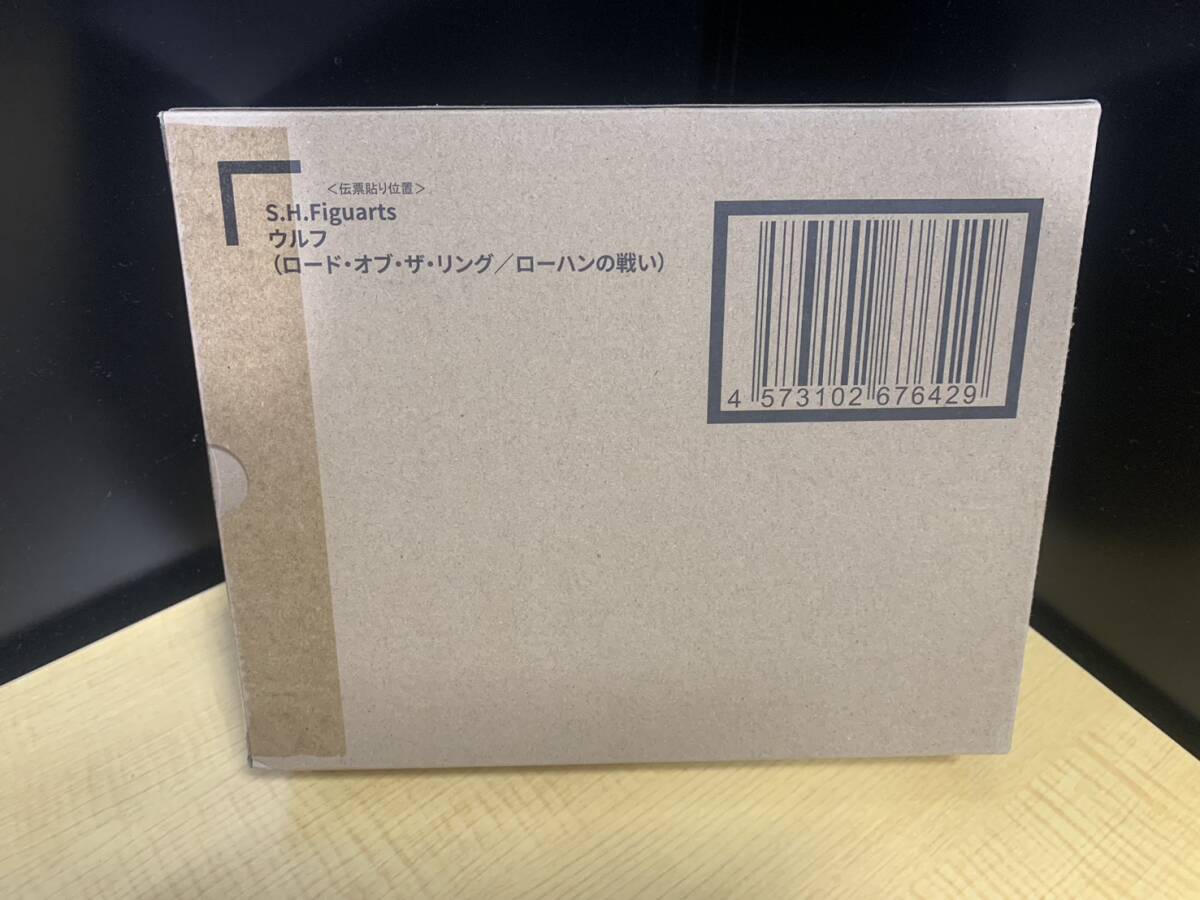 ＜伝票貼り位置＞
S.H.Figuarts
ウルフ
（ロード・オブ・ザ・リング／ローハンの戦い）
4 573102 676429